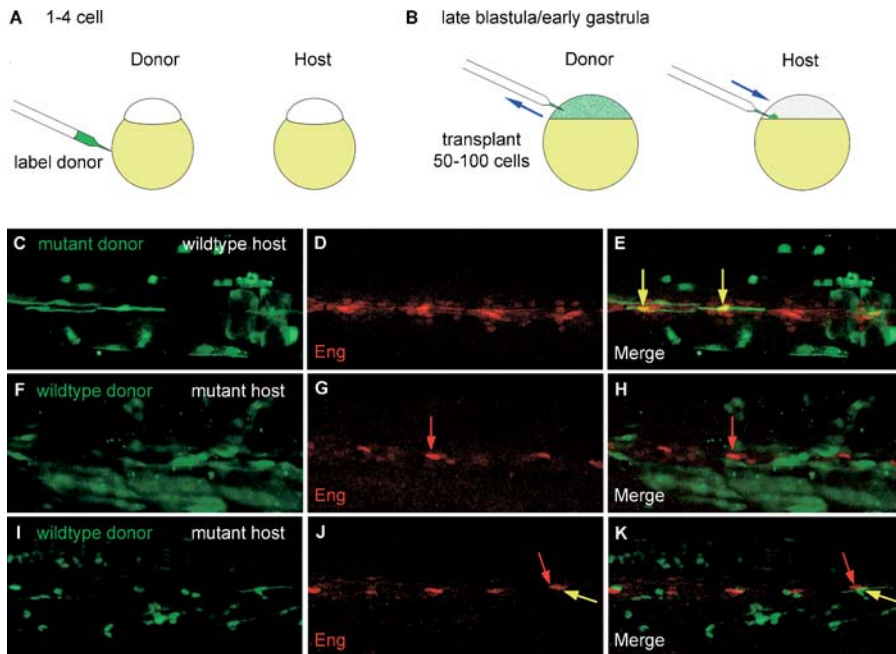 A 1-4 cell
B late blastula/early gastrula
Donor
Host
Donor
Host
label donor
transplant
50-100 cells
C mutant donor wildtype host
D
E
Eng
Merge
F wildtype donor mutant host
G
H
Eng
Merge
I wildtype donor mutant host
J
K
Eng
Merge